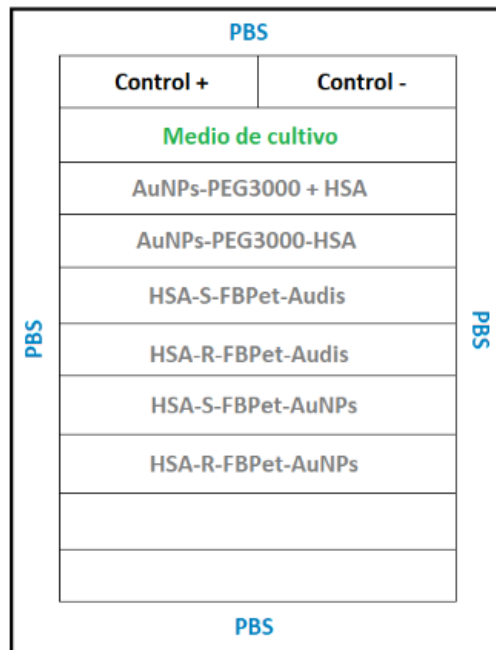 PBS
Control + Control -
Medio de cultivo
AuNPs-PEG3000 + HSA
AuNPs-PEG3000-HSA
HSA-S-FBPet-Audis
PBS
PBS
HSA-R-FBPet-Audis
HSA-S-FBPet-AuNPs
HSA-R-FBPet-AuNPs
PBS